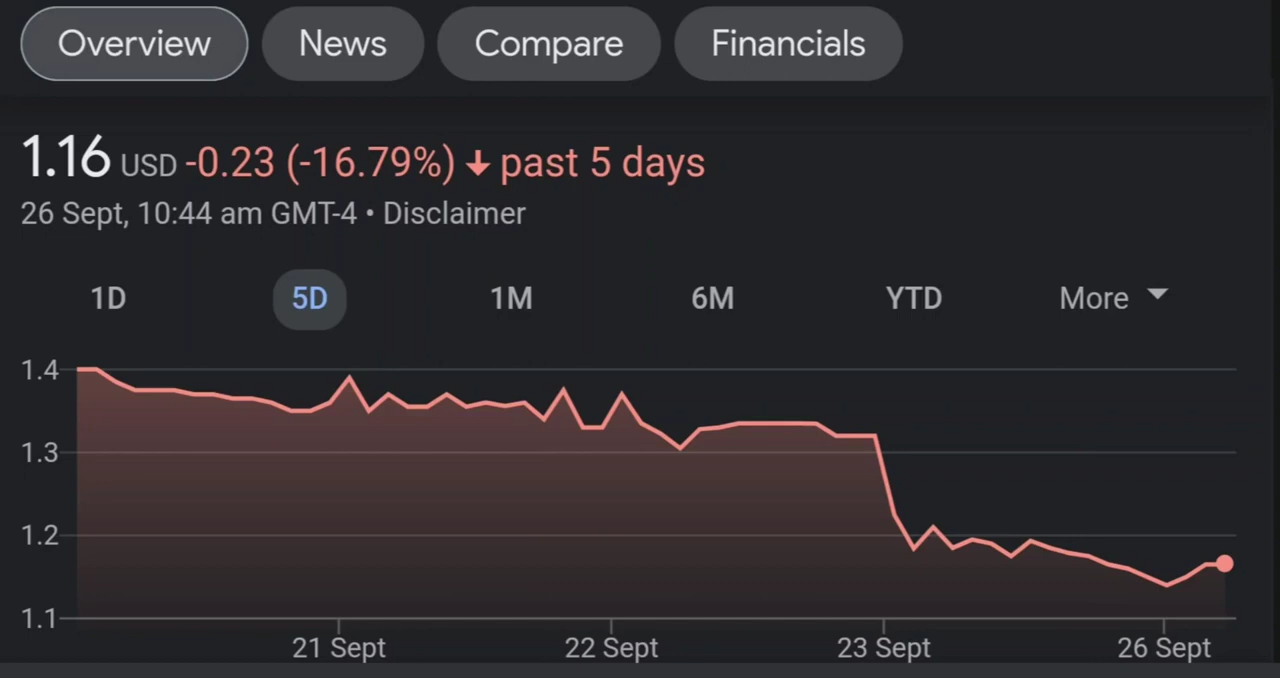 Overview News Compare Financials
1.16 USD -0.23 (-16.79%) ↓ past 5 days
26 Sept, 10:44 am GMT-4 • Disclaimer
1D 5D 1M 6M YTD More
1.4
1.3
1.2
1.1
21 Sept 22 Sept 23 Sept 26 Sept